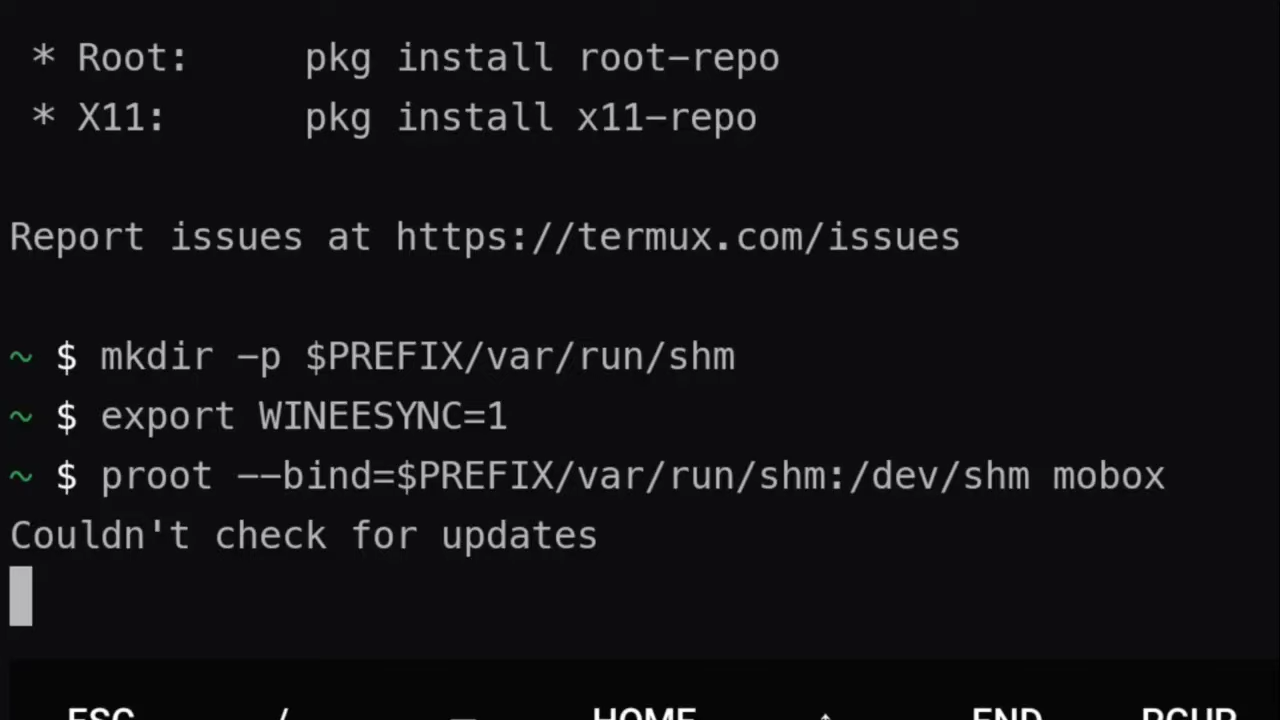 * Root: pkg install root-repo
* X11: pkg install x11-repo
Report issues at https://termux.com/issues
~ $ mkdir -p $PREFIX/var/run/shm
~ $ export WINEESYNC=1
~ $ proot --bind=$PREFIX/var/run/shm:/dev/shm mobox
Couldn't check for updates
ESC / — HOME ↑ END PGUP